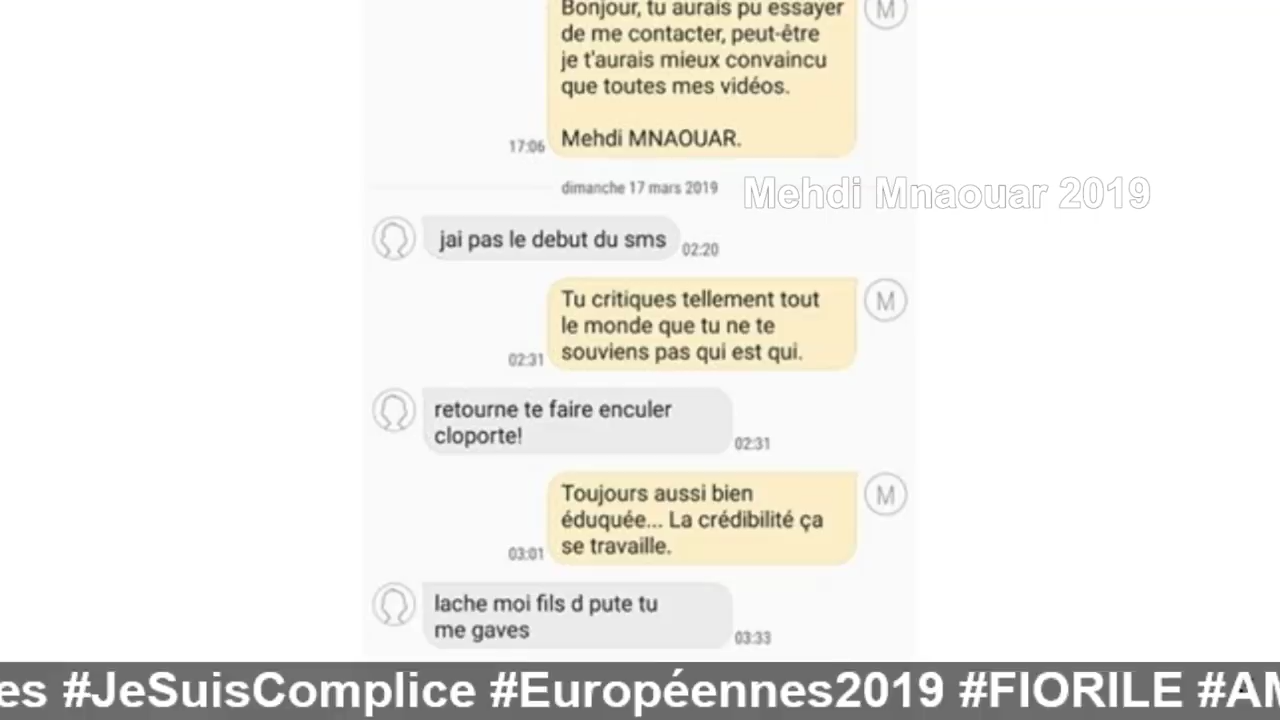 Bonjour, tu aurais pu essayer
de me contacter, peut-être
je t'aurais mieux convaincu
que toutes mes vidéos.
Mehdi MNAOUAR.
M
17:06
dimanche 17 mars 2019
Mehdi Mnaouar 2019
jai pas le debut du sms
02:20
Tu critiques tellement tout
le monde que tu ne te
souviens pas qui est qui.
M
02:31
retourne te faire enculer
cloporte!
02:31
Toujours aussi bien
éduquée... La crédibilité ça
se travaille.
M
03:01
lache moi fils d pute tu
me gaves
03:33
es #JeSuisComplice #Européennes2019 #FIORILE #AM